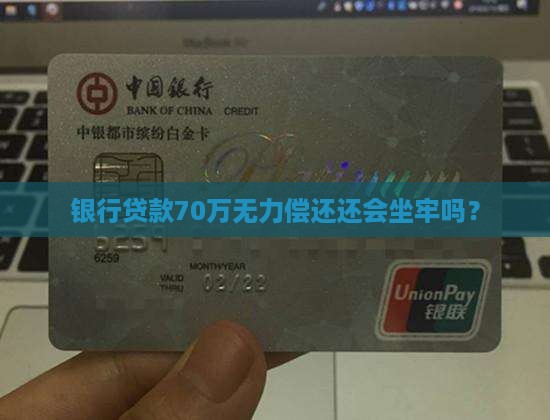 中国银行
BANK OF CHINA CREDIT
中银都市缤纷白金卡
Platinum
银行贷款70万无力偿还还会坐牢吗？
6259
MONTH/YEAR
VALID THRU 02/22
UnionPay
银联